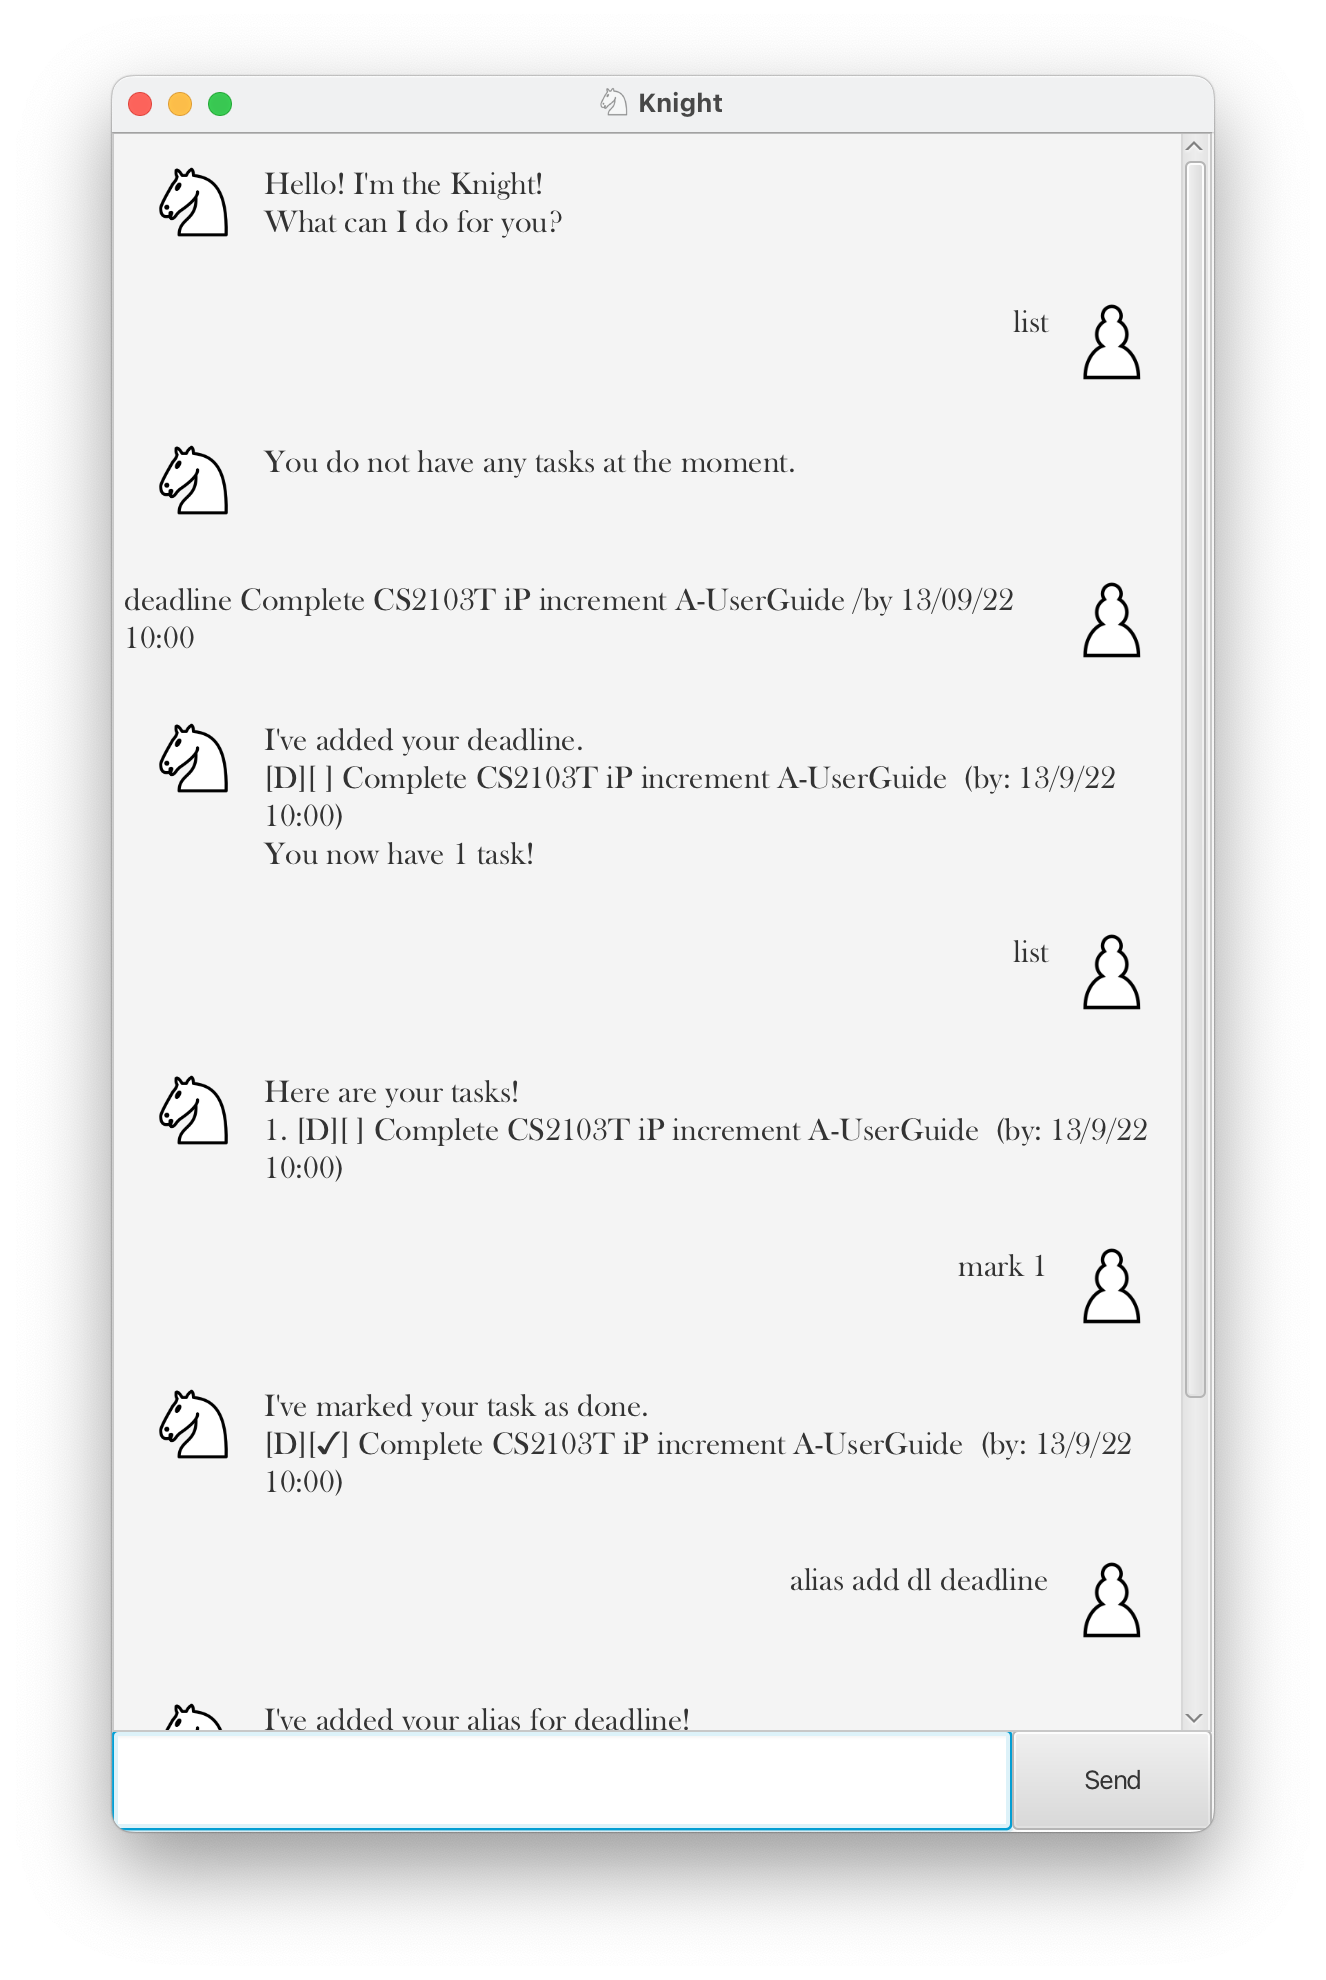 Knight
Hello! I'm the Knight!
What can I do for you?
list
You do not have any tasks at the moment.
deadline Complete CS2103T iP increment A-UserGuide /by 13/09/22
10:00
I've added your deadline.
[D][ ] Complete CS2103T iP increment A-UserGuide  (by: 13/9/22
10:00)
You now have 1 task!
list
Here are your tasks!
1. [D][ ] Complete CS2103T iP increment A-UserGuide  (by: 13/9/22
10:00)
mark 1
I've marked your task as done.
[D][✓] Complete CS2103T iP increment A-UserGuide  (by: 13/9/22
10:00)
alias add dl deadline
I've added your alias for deadline!
Send